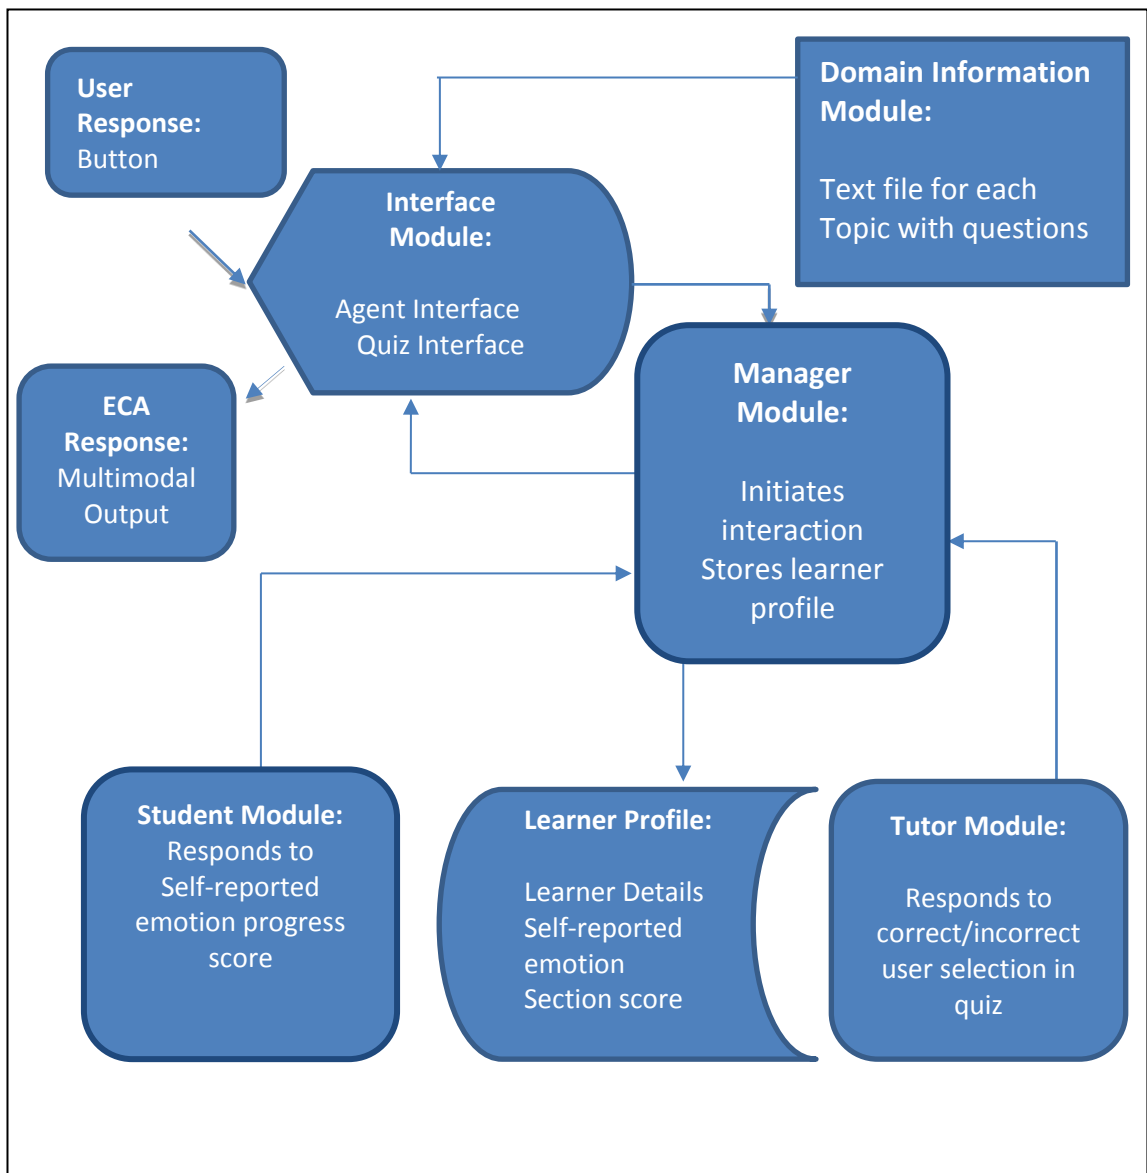 User
Response:
Button
Domain Information
Module:
Text file for each
Topic with questions
Interface
Module:
Agent Interface
Quiz Interface
ECA
Response:
Multimodal
Output
Manager
Module:
Initiates
interaction
Stores learner
profile
Student Module:
Responds to
Self-reported
emotion progress
score
Learner Profile:
Learner Details
Self-reported
emotion
Section score
Tutor Module:
Responds to
correct/incorrect
user selection in
quiz